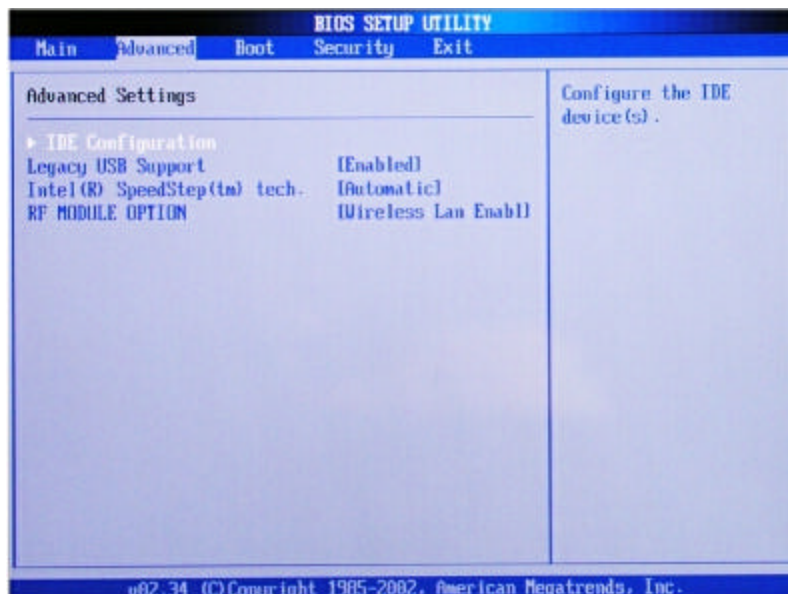 BIOS SETUP UTILITY
Main Advanced Boot Security Exit
Advanced Settings
▶ IDE Configuration
Legacy USB Support [Enabled]
Intel(R) SpeedStep(tm) tech. [Automatic]
RF MODULE OPTION [Wireless Lan Enabl]
Configure the IDE
device(s).
v02.34 (C)Copyright 1985-2002, American Megatrends, Inc.